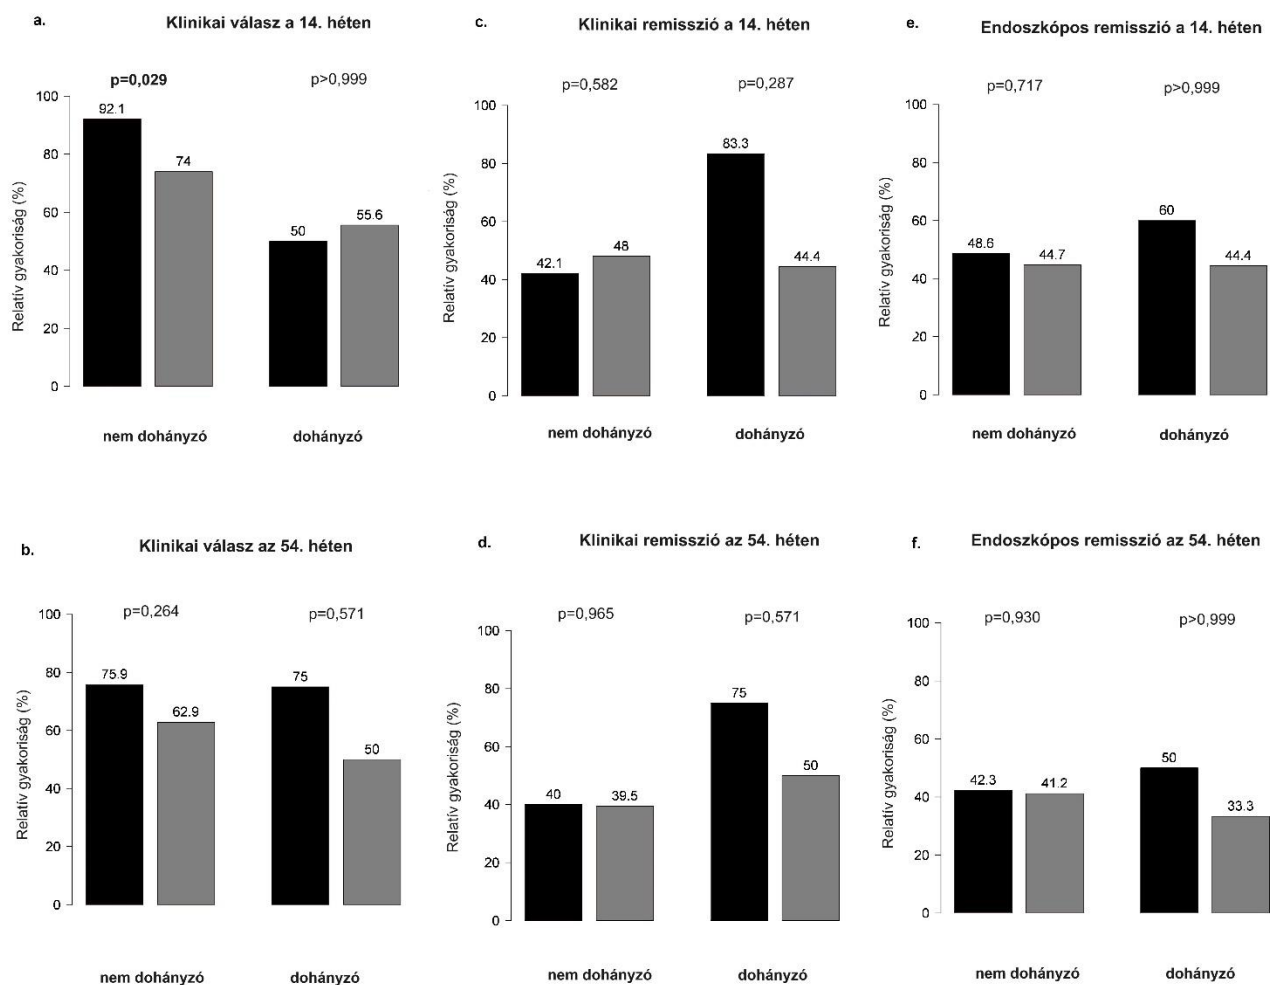 a.
Klinikai válasz a 14. héten
p=0,029
p>0,999
Relatív gyakoriság (%)
100
80
60
40
20
0
92.1
74
50
55.6
nem dohányzó
dohányzó
c.
Klinikai remisszió a 14. héten
p=0,582
p=0,287
Relatív gyakoriság (%)
100
80
60
40
20
0
42.1
48
83.3
44.4
nem dohányzó
dohányzó
e.
Endoszkópos remisszió a 14. héten
p=0,717
p>0,999
Relatív gyakoriság (%)
100
80
60
40
20
0
48.6
44.7
60
44.4
nem dohányzó
dohányzó
b.
Klinikai válasz az 54. héten
p=0,264
p=0,571
Relatív gyakoriság (%)
100
80
60
40
20
0
75.9
62.9
75
50
nem dohányzó
dohányzó
d.
Klinikai remisszió az 54. héten
p=0,965
p=0,571
Relatív gyakoriság (%)
100
80
60
40
20
0
40
39.5
75
50
nem dohányzó
dohányzó
f.
Endoszkópos remisszió az 54. héten
p=0,930
p>0,999
Relatív gyakoriság (%)
100
80
60
40
20
0
42.3
41.2
50
33.3
nem dohányzó
dohányzó